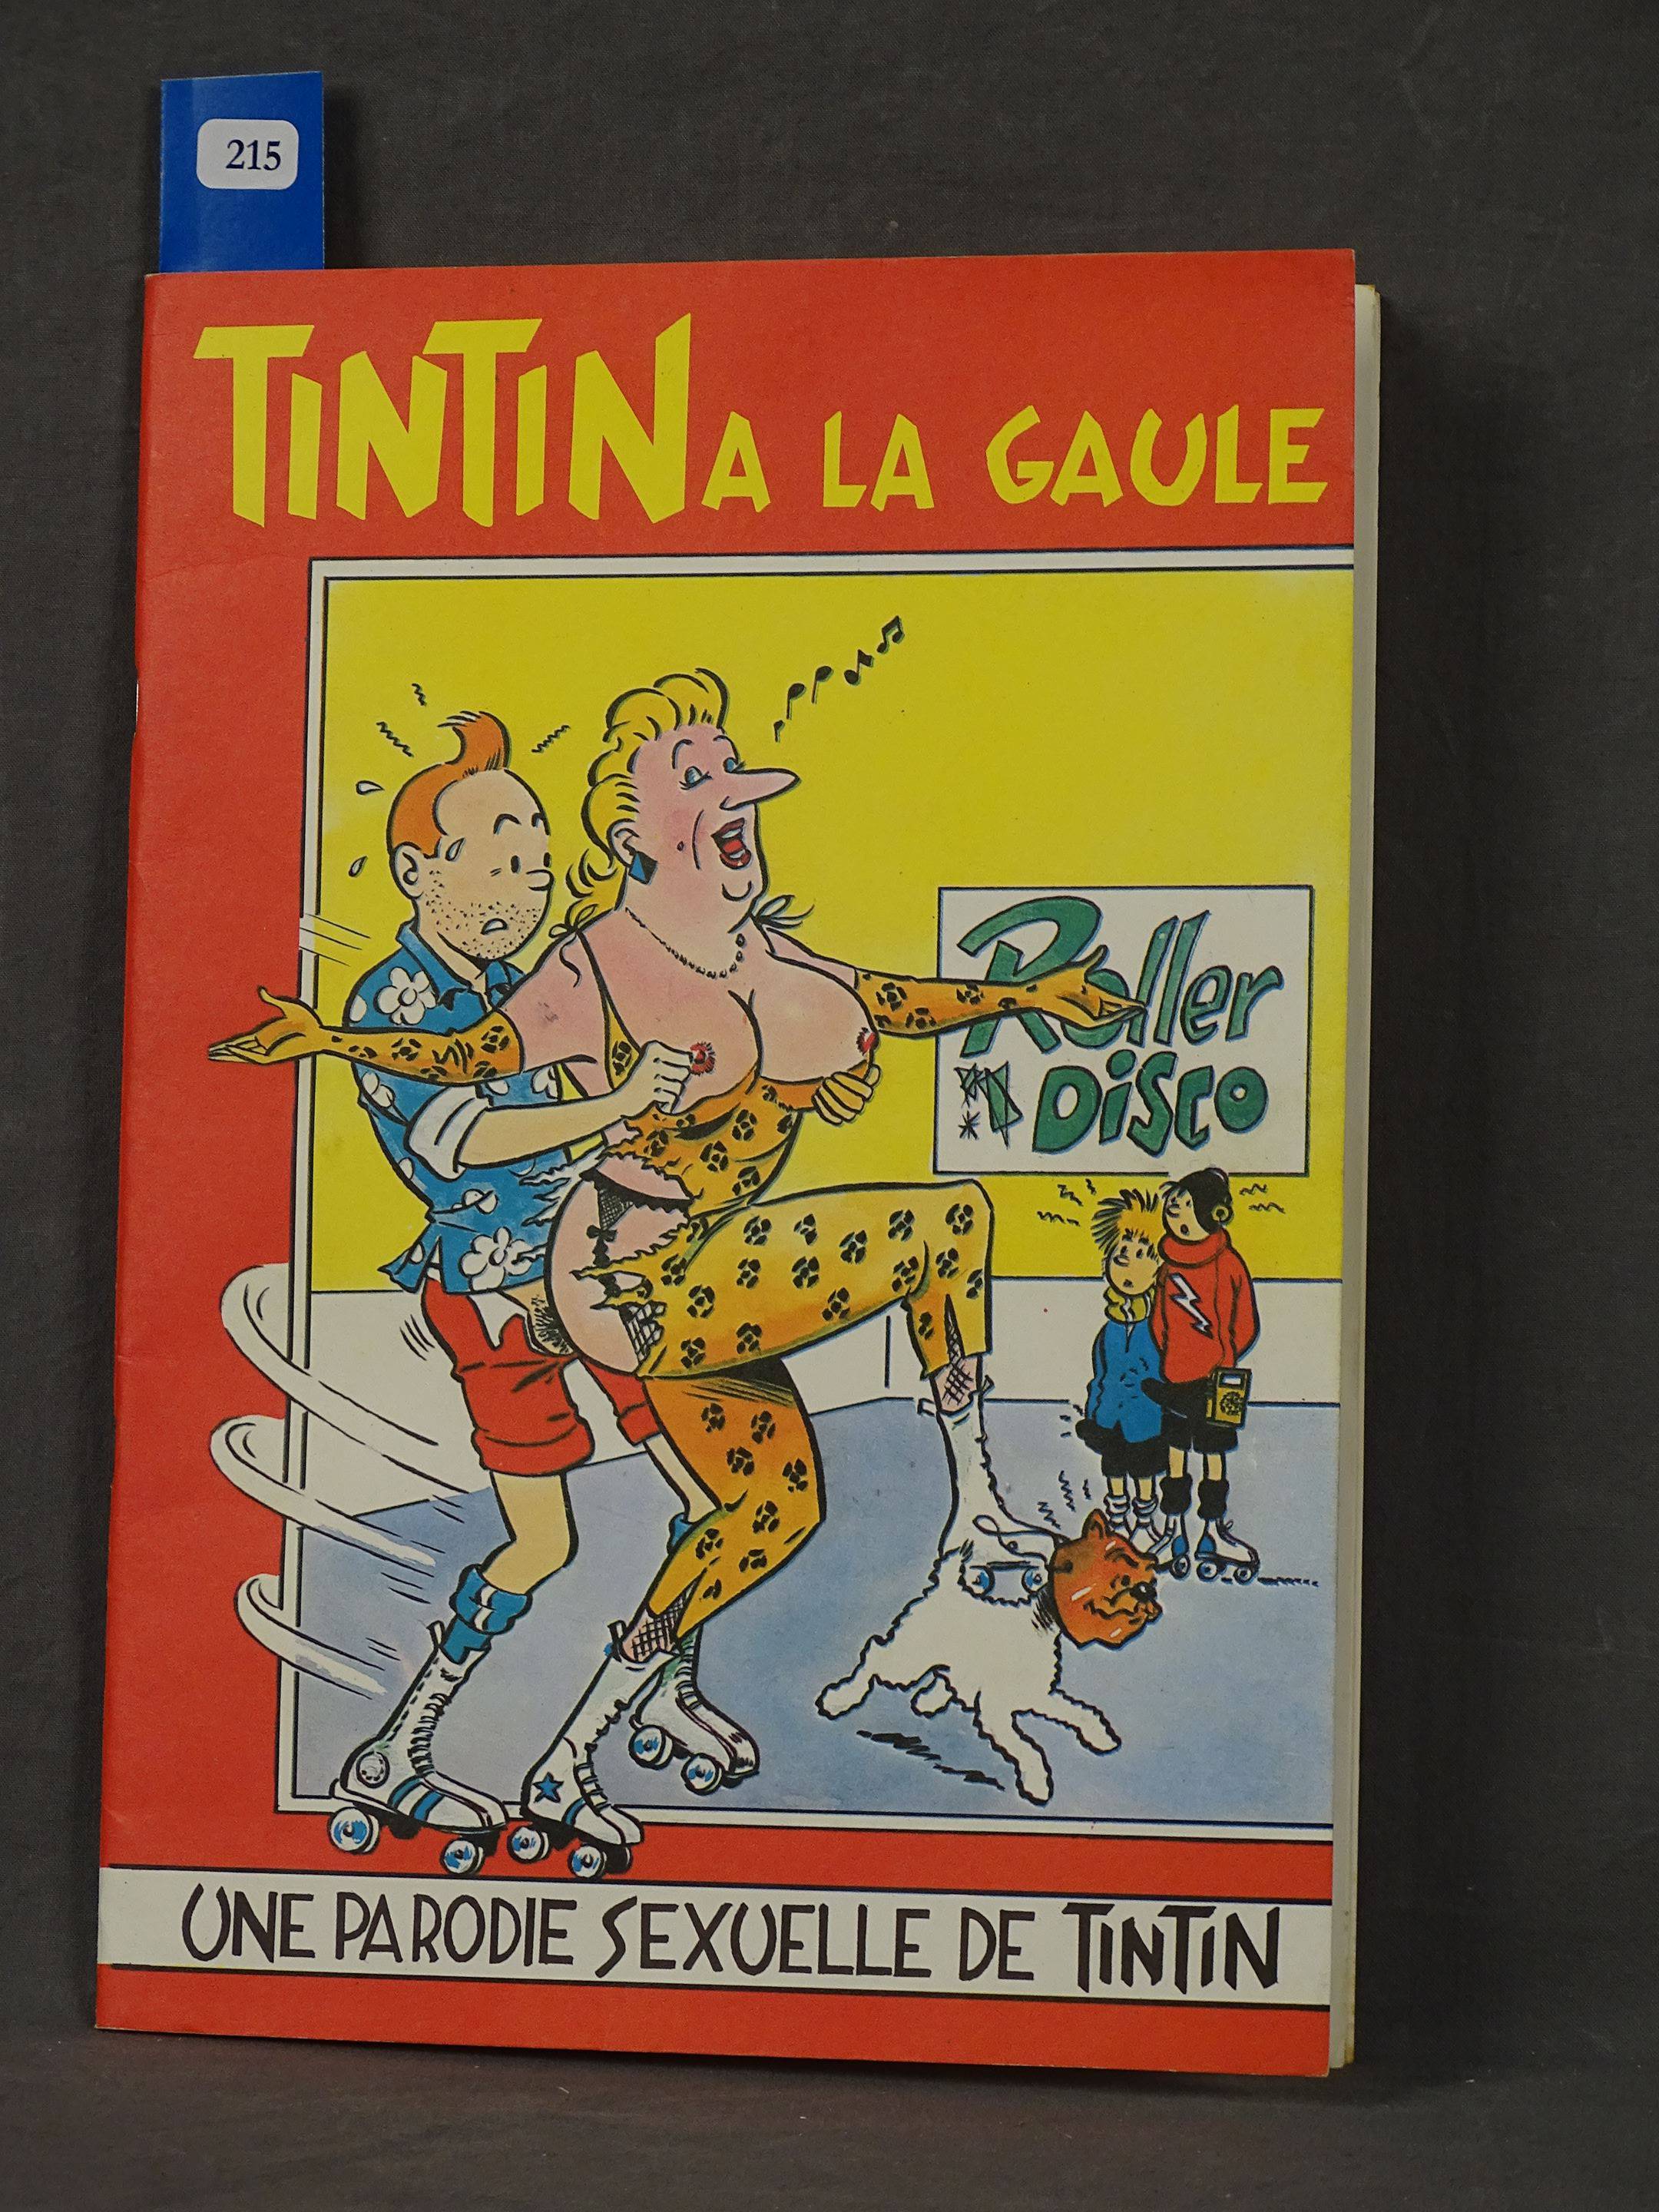 215
TINTIN A LA GAULE
Roller
DISCO
UNE PARODIE SEXUELLE DE TINTIN